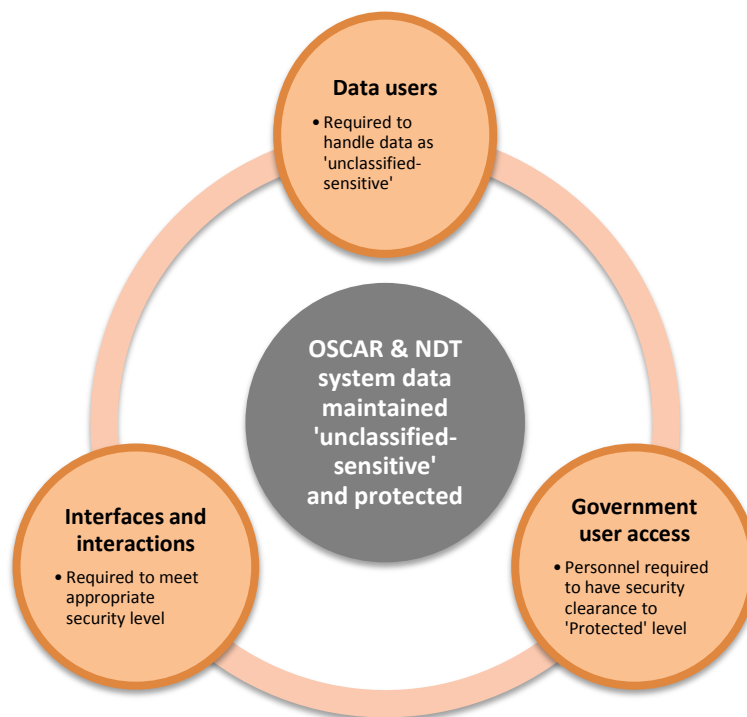 Data users
• Required to
handle data as
'unclassified-
sensitive'
OSCAR & NDT
system data
maintained
'unclassified-
sensitive'
and protected
Interfaces and
interactions
• Required to meet
appropriate
security level
Government
user access
• Personnel required
to have security
clearance to
'Protected' level